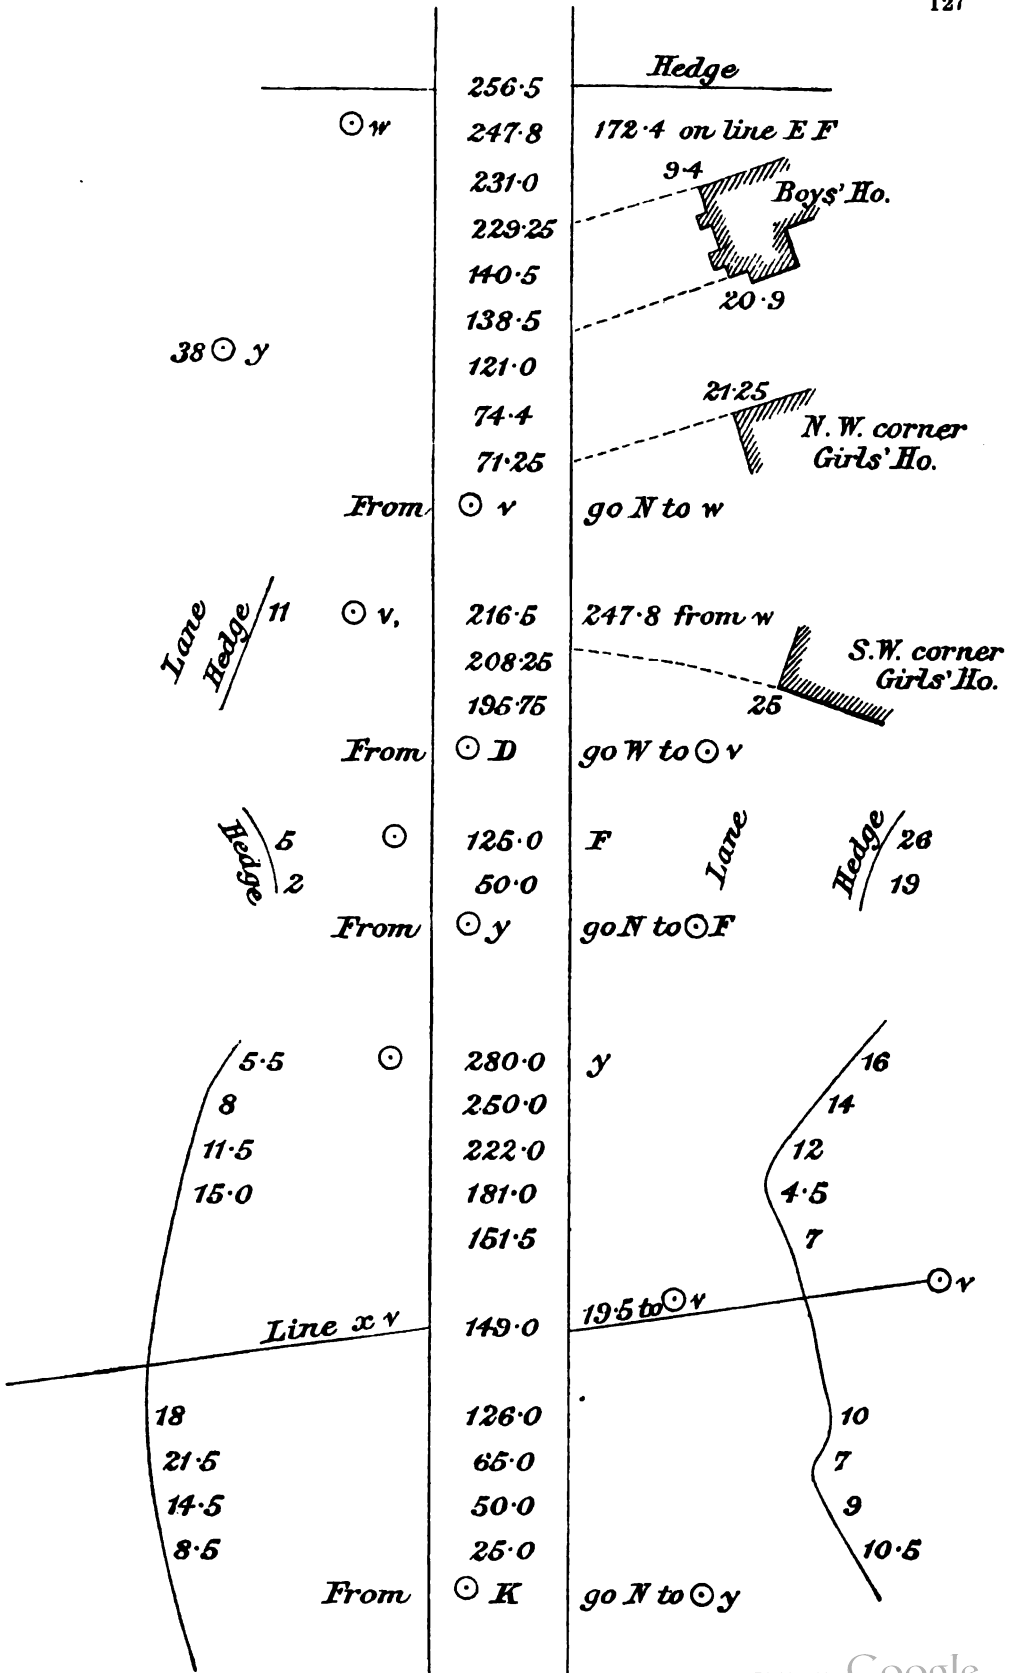 127
Hedge
256·5
⊙ w 247·8 172·4 on line E F
231·0 9·4 Boys' Ho.
229·25
140·5
20·9
138·5
38 ⊙ y 121·0
21·25
74·4 N. W. corner
71·25 Girls' Ho.
From ⊙ v go N to w
Lane Hedge 11 ⊙ v, 216·5 247·8 from w
208·25 S.W. corner
Girls' Ho.
195·75 25
From ⊙ D go W to ⊙ v
Hedge 5 ⊙ 125·0 F Lane Hedge 26
2 50·0 19
From ⊙ y go N to ⊙ F
5·5 ⊙ 280·0 y 16
8 250·0 14
11·5 222·0 12
15·0 181·0 4·5
151·5 7
⊙ v
Line x v 149·0 19·5 to ⊙ v
18 126·0 10
21·5 65·0 7
14·5 50·0 9
8·5 25·0 10·5
From ⊙ K go N to ⊙ y
Google